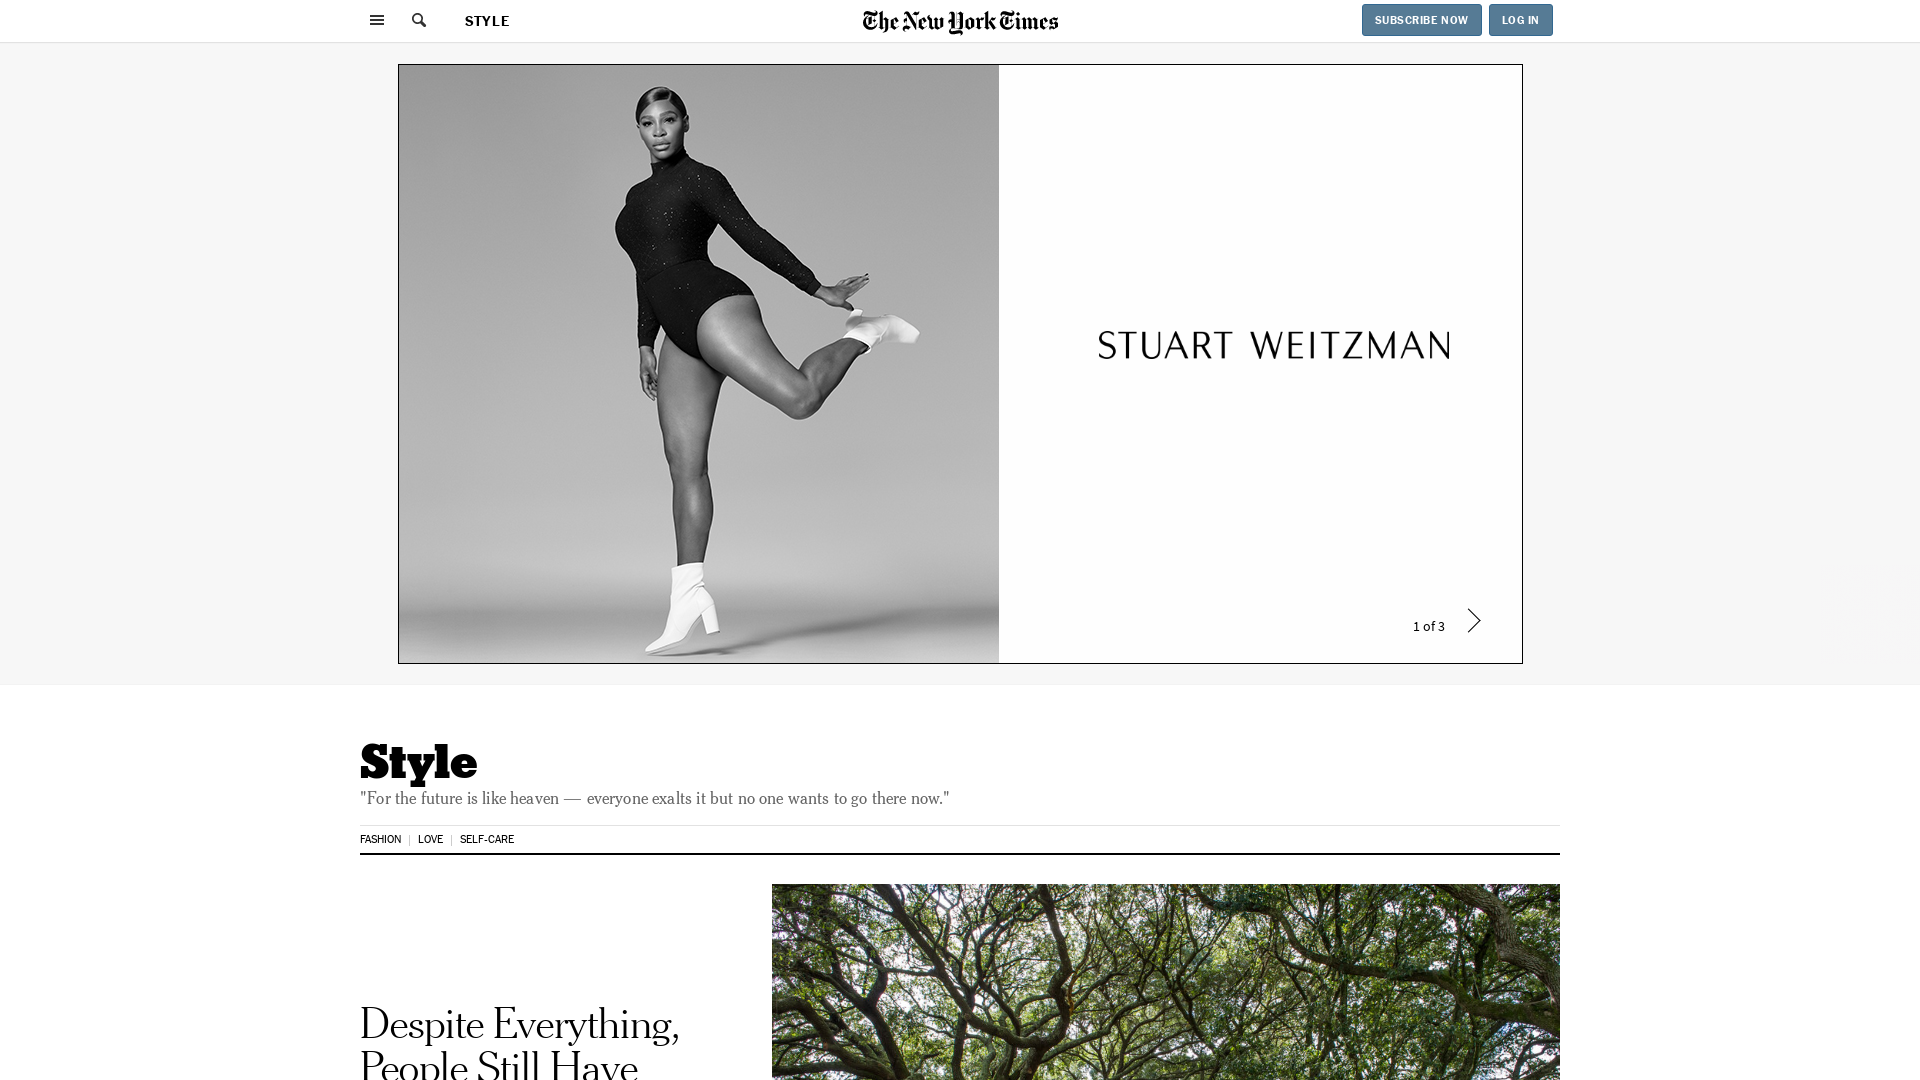 STYLE
The New York Times
SUBSCRIBE NOW
LOG IN
STUART WEITZMAN
1 of 3
Style
"For the future is like heaven — everyone exalts it but no one wants to go there now."
FASHION
LOVE
SELF-CARE
Despite Everything,
People Still Have